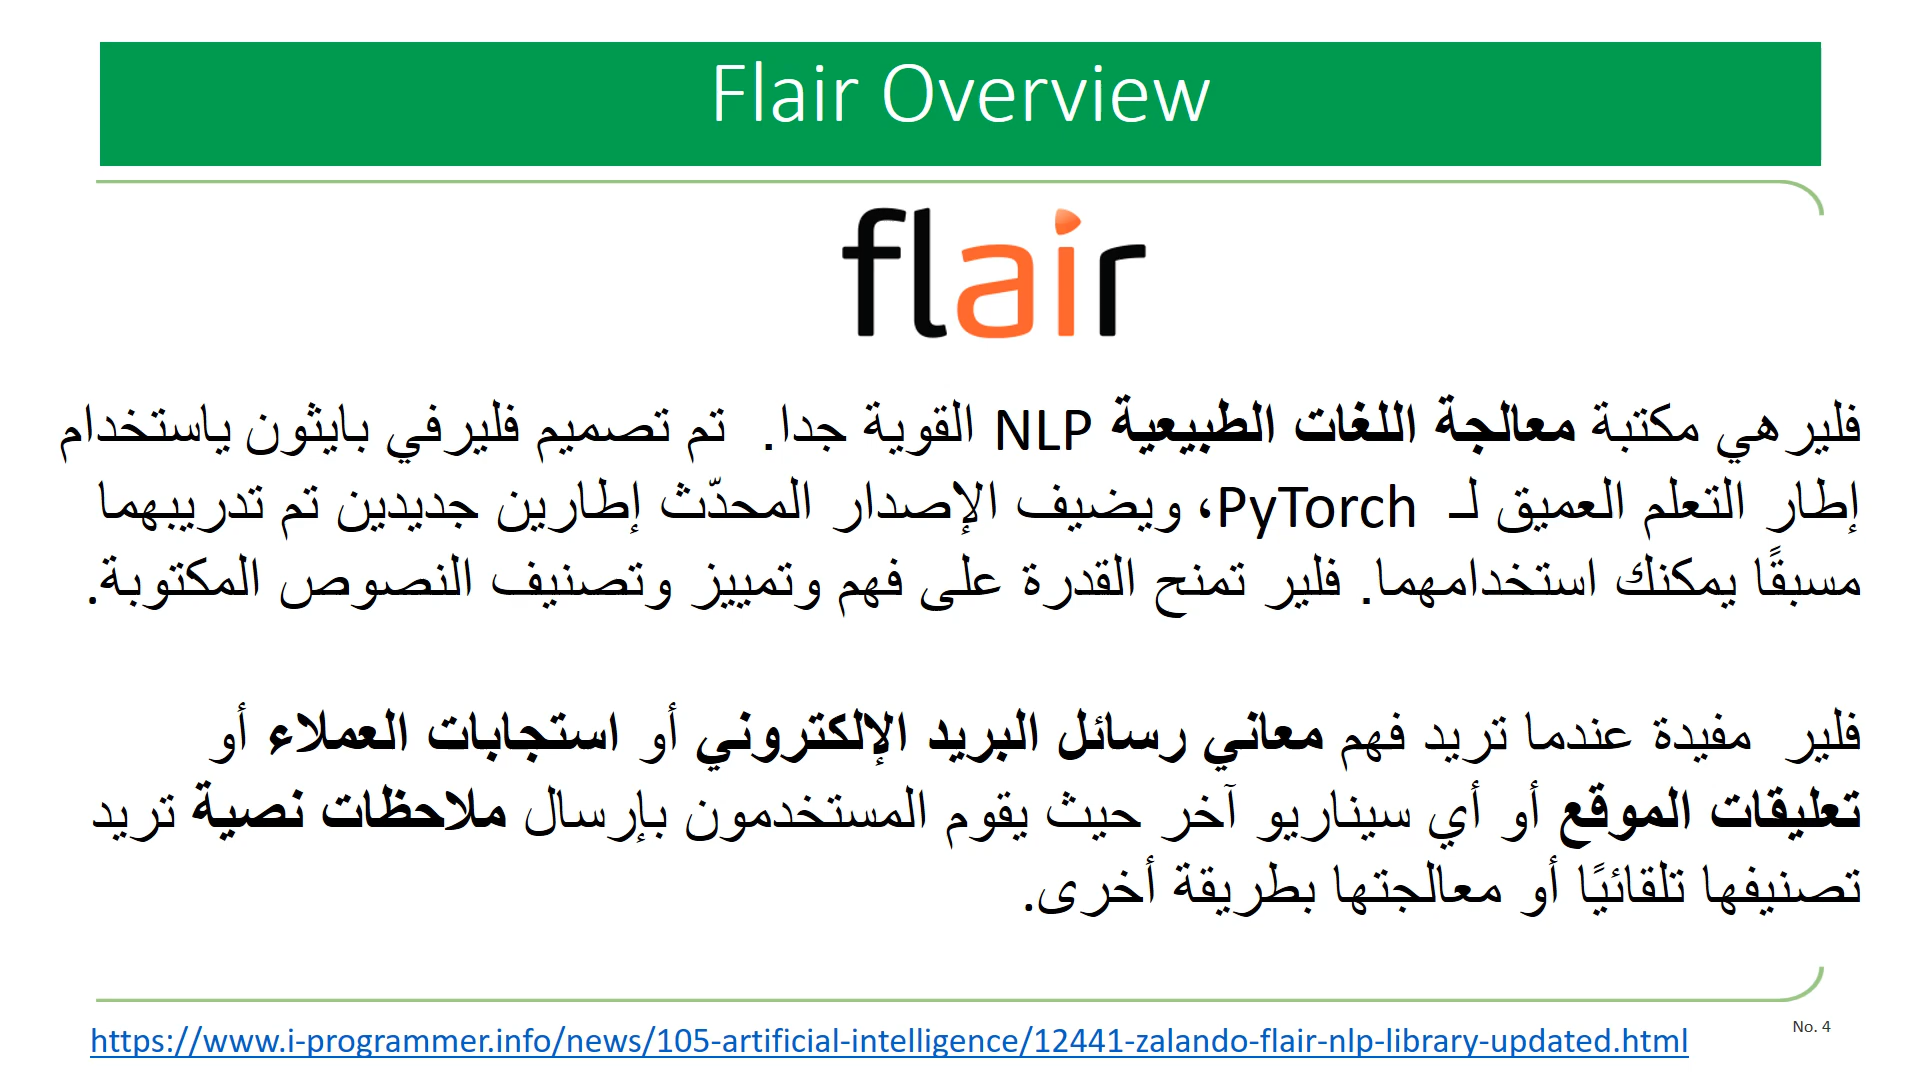 Flair Overview
flair
فلير هي مكتبة معالجة اللغات الطبيعية NLP القوية جدا. تم تصميم فليرفي بايثون ياستخدام
إطار التعلم العميق لـ PyTorch، ويضيف الإصدار المحدّث إطارين جديدين تم تدريبهما
مسبقًا يمكنك استخدامهما. فلير تمنح القدرة على فهم وتمييز وتصنيف النصوص المكتوبة.
فلير مفيدة عندما تريد فهم معاني رسائل البريد الإلكتروني أو استجابات العملاء أو
تعليقات الموقع أو أي سيناريو آخر حيث يقوم المستخدمون بإرسال ملاحظات نصية تريد
تصنيفها تلقائيًا أو معالجتها بطريقة أخرى.
https://www.i-programmer.info/news/105-artificial-intelligence/12441-zalando-flair-nlp-library-updated.html
No. 4